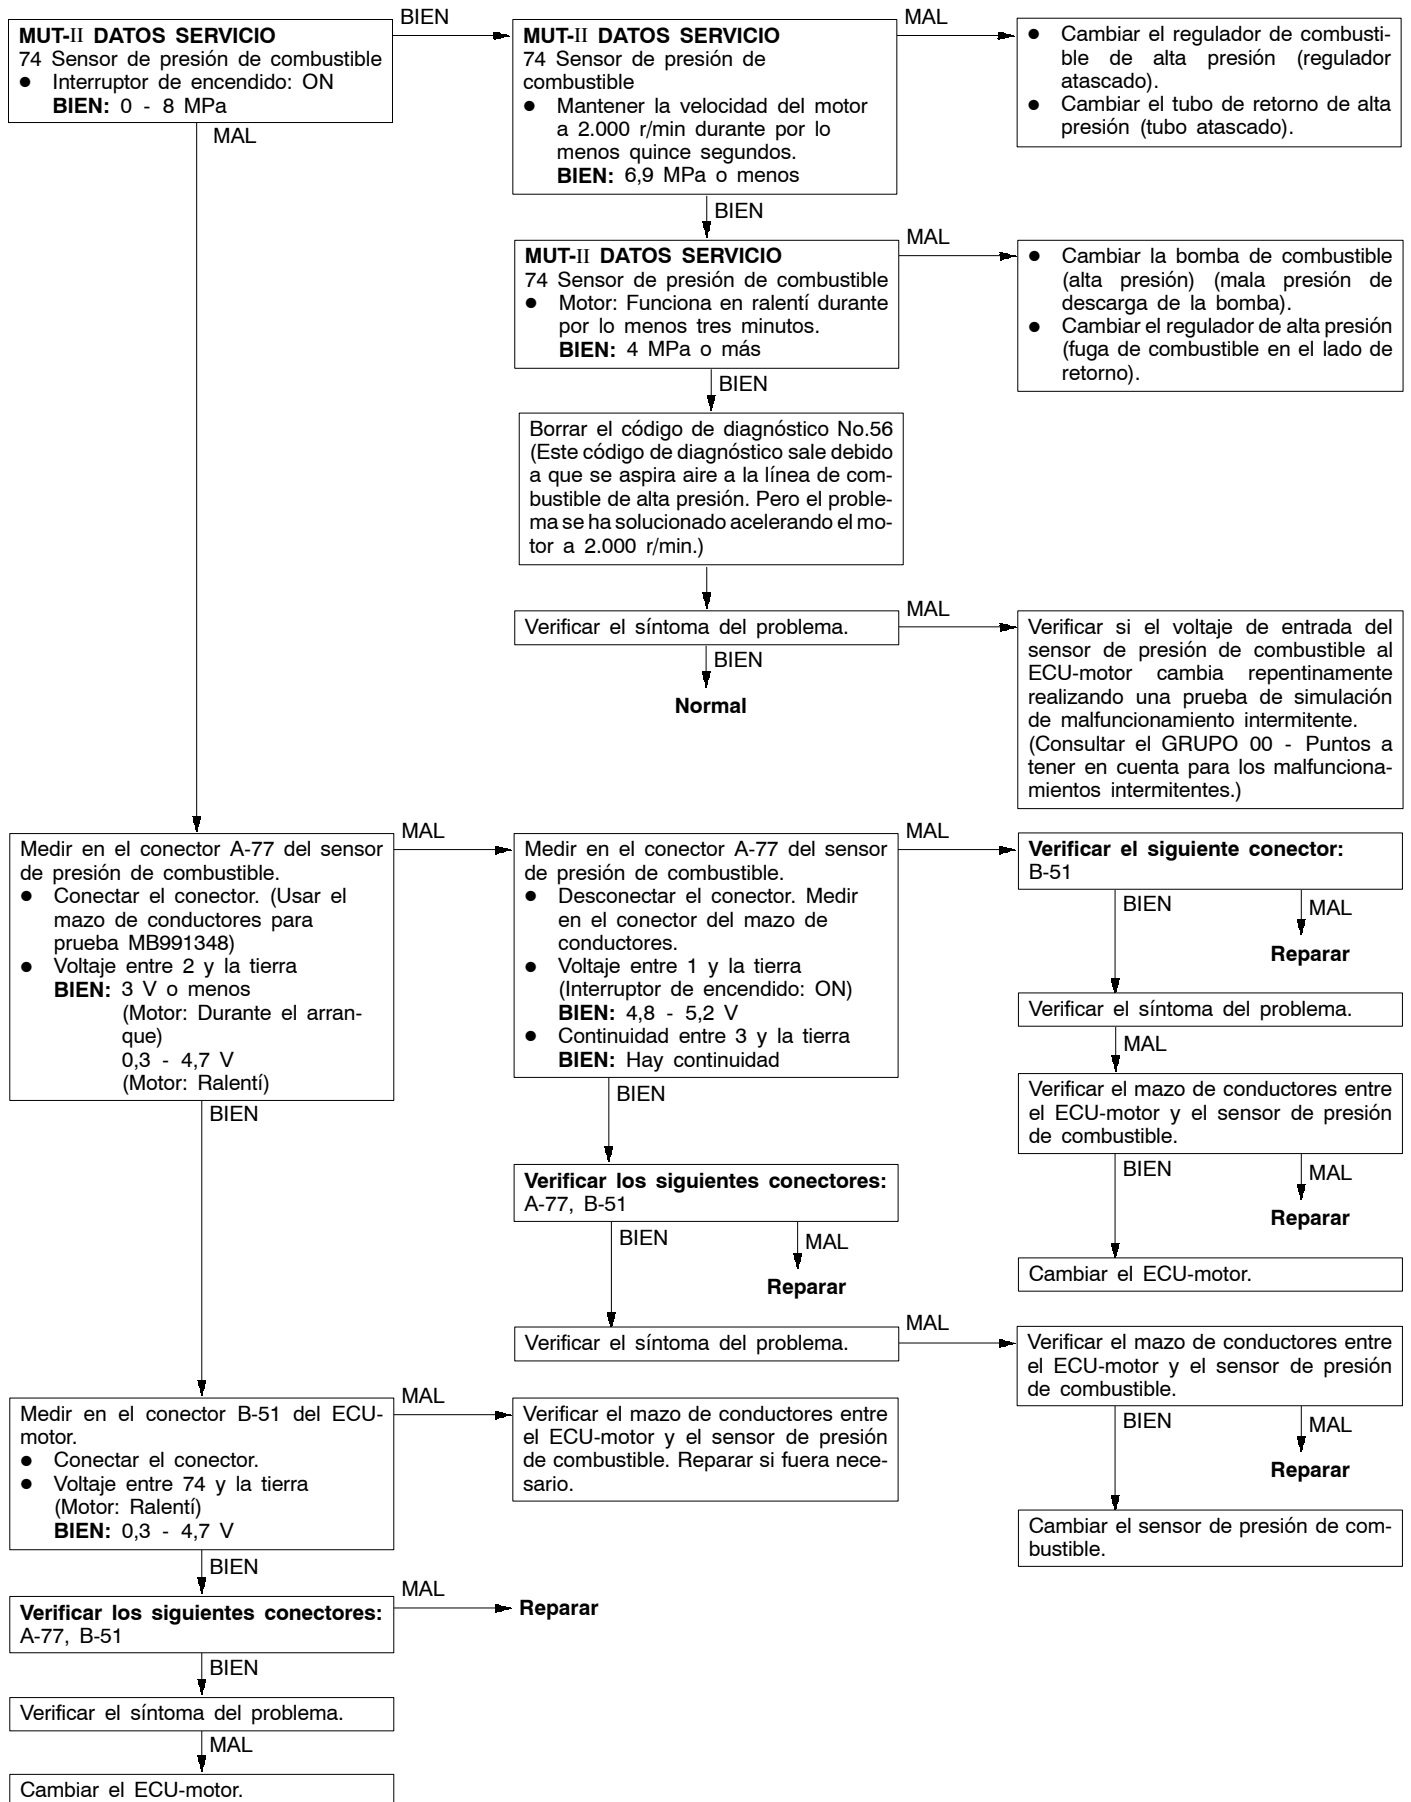 MUT-II DATOS SERVICIO
74 Sensor de presión de combustible
● Interruptor de encendido: ON
BIEN: 0 - 8 MPa
BIEN
MAL
MUT-II DATOS SERVICIO
74 Sensor de presión de
combustible
● Mantener la velocidad del motor
a 2.000 r/min durante por lo
menos quince segundos.
BIEN: 6,9 MPa o menos
MAL
BIEN
● Cambiar el regulador de combusti-
ble de alta presión (regulador
atascado).
● Cambiar el tubo de retorno de alta
presión (tubo atascado).
MUT-II DATOS SERVICIO
74 Sensor de presión de combustible
● Motor: Funciona en ralentí durante
por lo menos tres minutos.
BIEN: 4 MPa o más
MAL
BIEN
● Cambiar la bomba de combustible
(alta presión) (mala presión de
descarga de la bomba).
● Cambiar el regulador de alta presión
(fuga de combustible en el lado de
retorno).
Borrar el código de diagnóstico No.56
(Este código de diagnóstico sale debido
a que se aspira aire a la línea de com-
bustible de alta presión. Pero el proble-
ma se ha solucionado acelerando el mo-
tor a 2.000 r/min.)
Verificar el síntoma del problema.
MAL
BIEN
Normal
Verificar si el voltaje de entrada del
sensor de presión de combustible al
ECU-motor cambia repentinamente
realizando una prueba de simulación
de malfuncionamiento intermitente.
(Consultar el GRUPO 00 - Puntos a
tener en cuenta para los malfunciona-
mientos intermitentes.)
Medir en el conector A-77 del sensor
de presión de combustible.
● Conectar el conector. (Usar el
mazo de conductores para
prueba MB991348)
● Voltaje entre 2 y la tierra
BIEN: 3 V o menos
(Motor: Durante el arran-
que)
0,3 - 4,7 V
(Motor: Ralentí)
MAL
BIEN
Medir en el conector A-77 del sensor
de presión de combustible.
● Desconectar el conector. Medir
en el conector del mazo de
conductores.
● Voltaje entre 1 y la tierra
(Interruptor de encendido: ON)
BIEN: 4,8 - 5,2 V
● Continuidad entre 3 y la tierra
BIEN: Hay continuidad
MAL
BIEN
Verificar el siguiente conector:
B-51
BIEN
MAL
Reparar
Verificar el síntoma del problema.
MAL
Verificar el mazo de conductores entre
el ECU-motor y el sensor de presión
de combustible.
BIEN
MAL
Reparar
Cambiar el ECU-motor.
Verificar los siguientes conectores:
A-77, B-51
BIEN
MAL
Reparar
Verificar el síntoma del problema.
MAL
Verificar el mazo de conductores entre
el ECU-motor y el sensor de presión
de combustible.
BIEN
MAL
Reparar
Cambiar el sensor de presión de com-
bustible.
Medir en el conector B-51 del ECU-
motor.
● Conectar el conector.
● Voltaje entre 74 y la tierra
(Motor: Ralentí)
BIEN: 0,3 - 4,7 V
MAL
BIEN
Verificar el mazo de conductores entre
el ECU-motor y el sensor de presión
de combustible. Reparar si fuera nece-
sario.
Verificar los siguientes conectores:
A-77, B-51
MAL
Reparar
BIEN
Verificar el síntoma del problema.
MAL
Cambiar el ECU-motor.